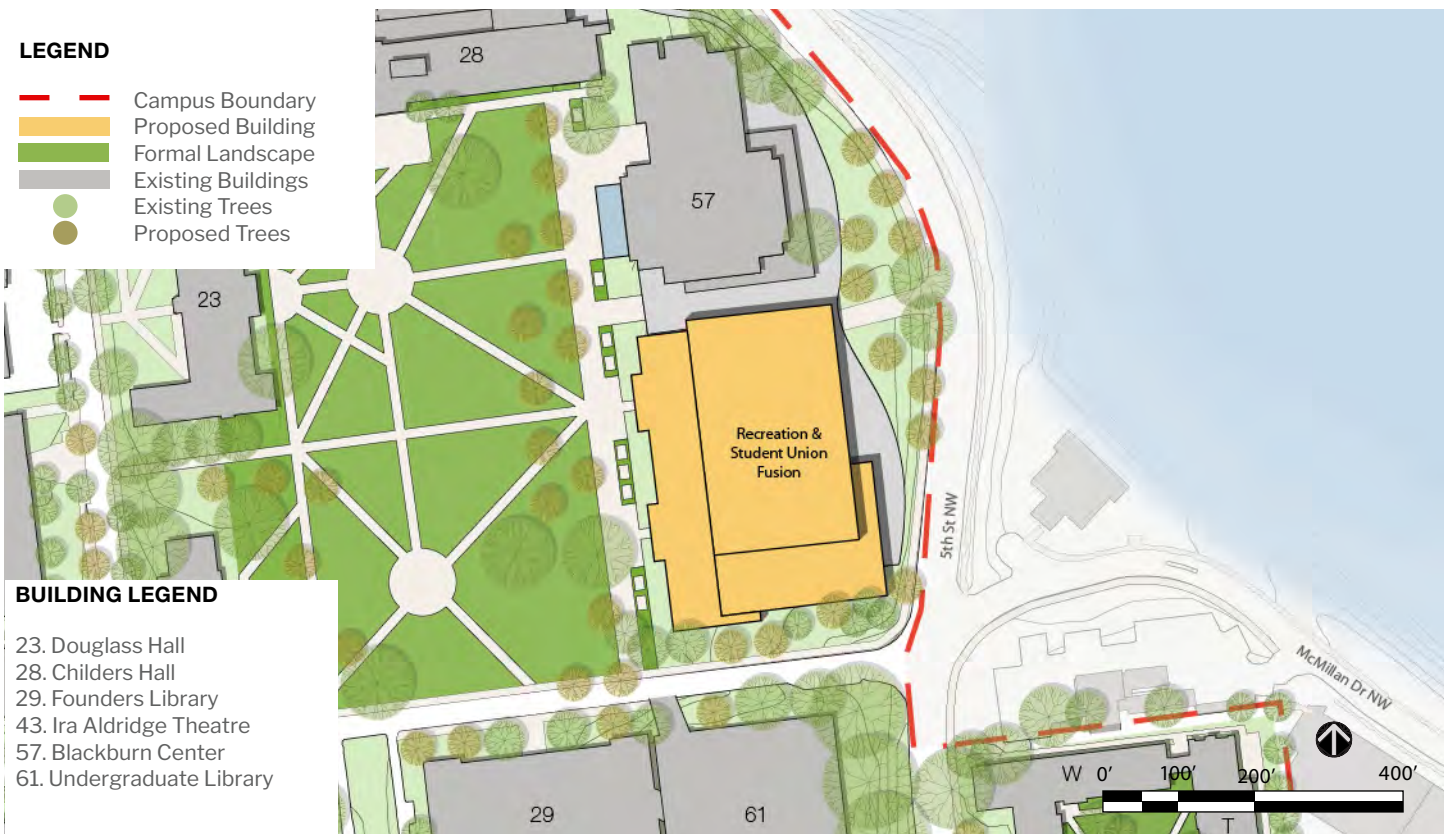 LEGEND
Campus Boundary
Proposed Building
Formal Landscape
Existing Buildings
Existing Trees
Proposed Trees
28
57
23
Recreation &
Student Union
Fusion
5th St NW
McMillan Dr NW
BUILDING LEGEND
23. Douglass Hall
28. Childers Hall
29. Founders Library
43. Ira Aldridge Theatre
57. Blackburn Center
61. Undergraduate Library
29
61
W
0’ 100’ 200’ 400’
T